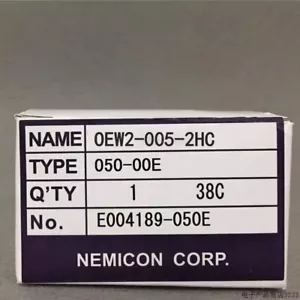 NAME OEW2-005-2HC
TYPE 050-00E
Q'TY 1 38C
No. E004189-050E
NEMICON CORP.